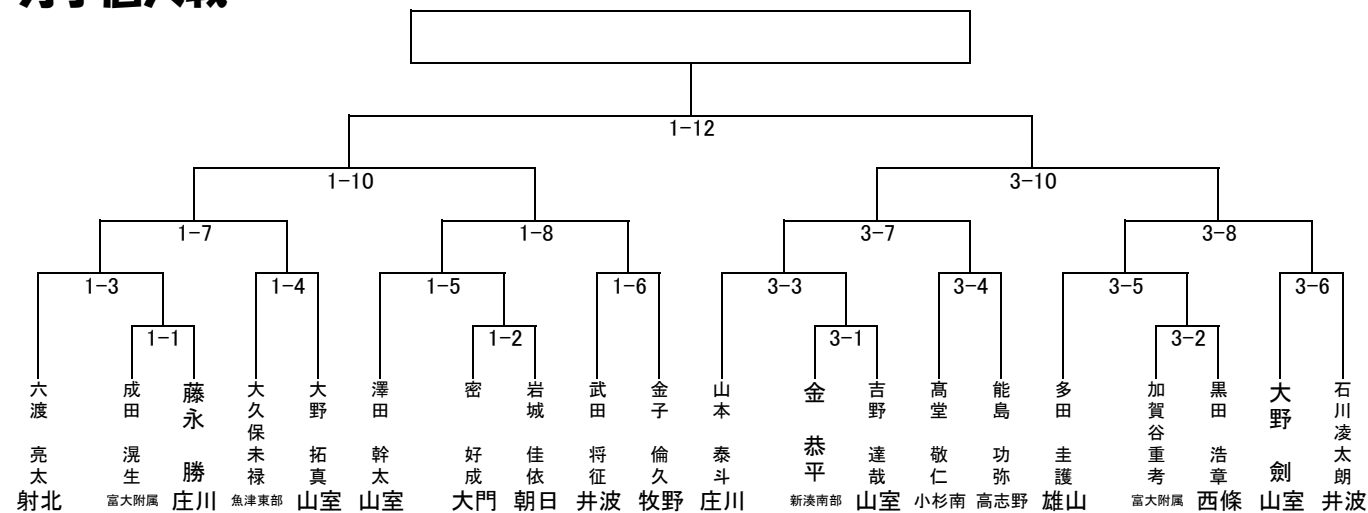 1-12
1-10 3-10
1-7 1-8 3-7 3-8
1-3 1-4 1-5 1-6 3-3 3-4 3-5 3-6
1-1 1-2 3-1 3-2
六渡 亮太
成田 滉生
藤永 勝
大久保未禄
大野 拓真
澤田 幹太
密 好成
岩城 佳依
武田 将征
金子 倫久
山本 泰斗
金 恭平
吉野 達哉
髙堂 敬仁
能島 功弥
多田 圭護
加賀谷重考
黒田 浩章
大野 劍
石川凌太朗
射北 富大附属 庄川 魚津東部 山室 山室 大門 朝日 井波 牧野 庄川 新湊南部 山室 小杉南 高志野 雄山 富大附属 西條 山室 井波